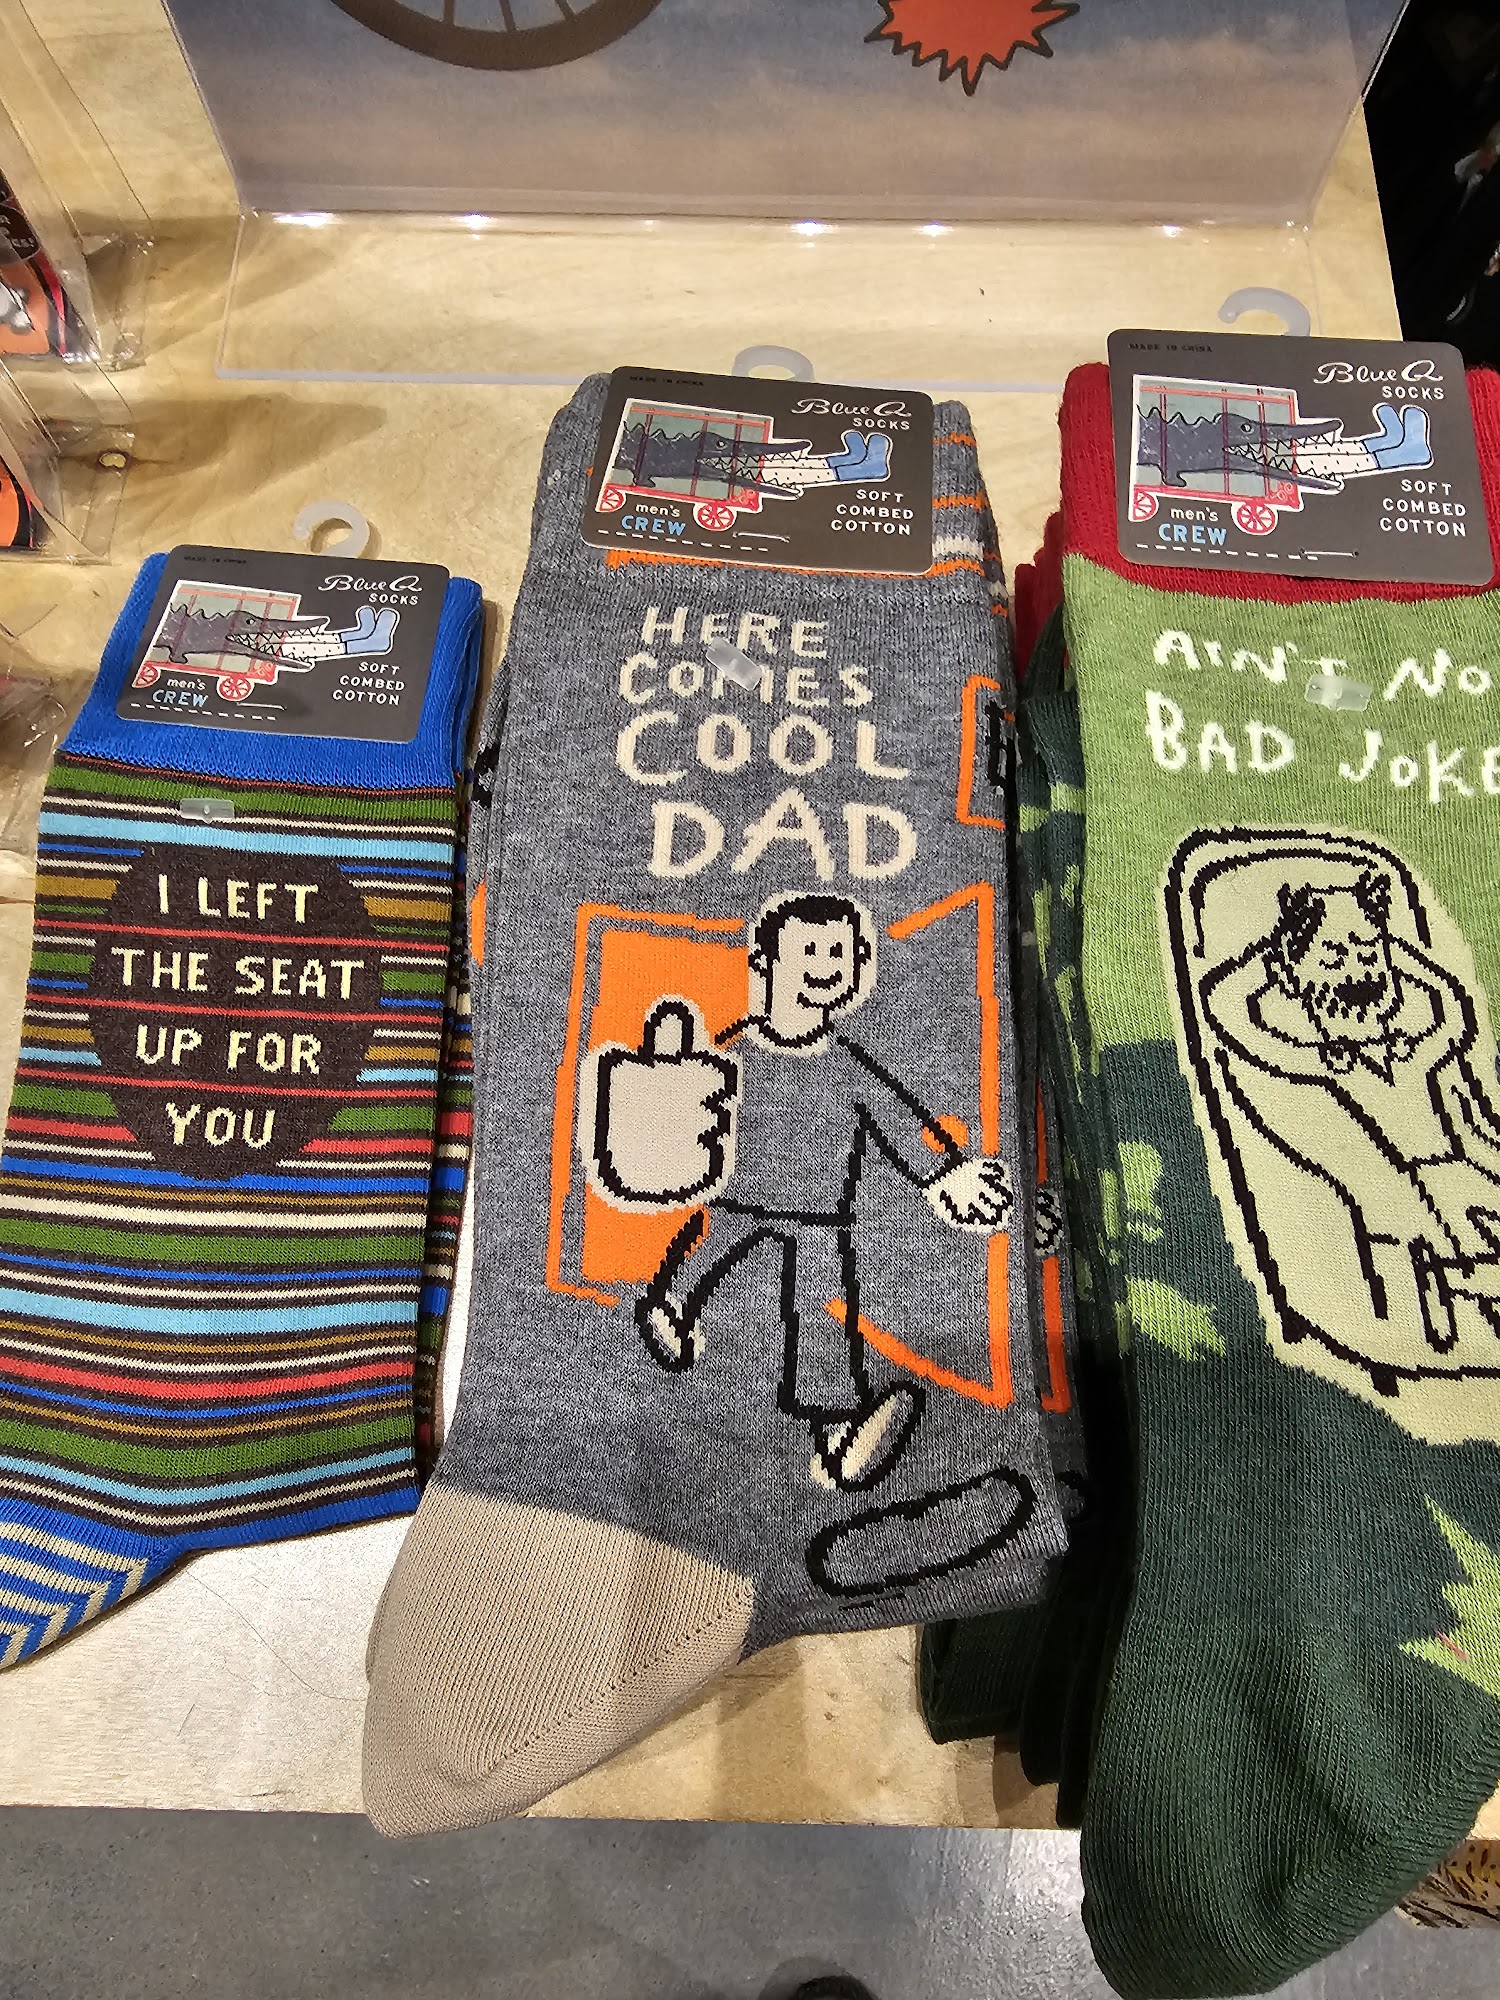 MADE IN CHINA
Blue Q
SOCKS
SOFT
COMBED
COTTON
men's
CREW
I LEFT
THE SEAT
UP FOR
YOU
MADE IN CHINA
Blue Q
SOCKS
SOFT
COMBED
COTTON
men's
CREW
HERE
COMES
COOL
DAD
MADE IN CHINA
Blue Q
SOCKS
SOFT
COMBED
COTTON
men's
CREW
AIN'T NO
BAD JOKE